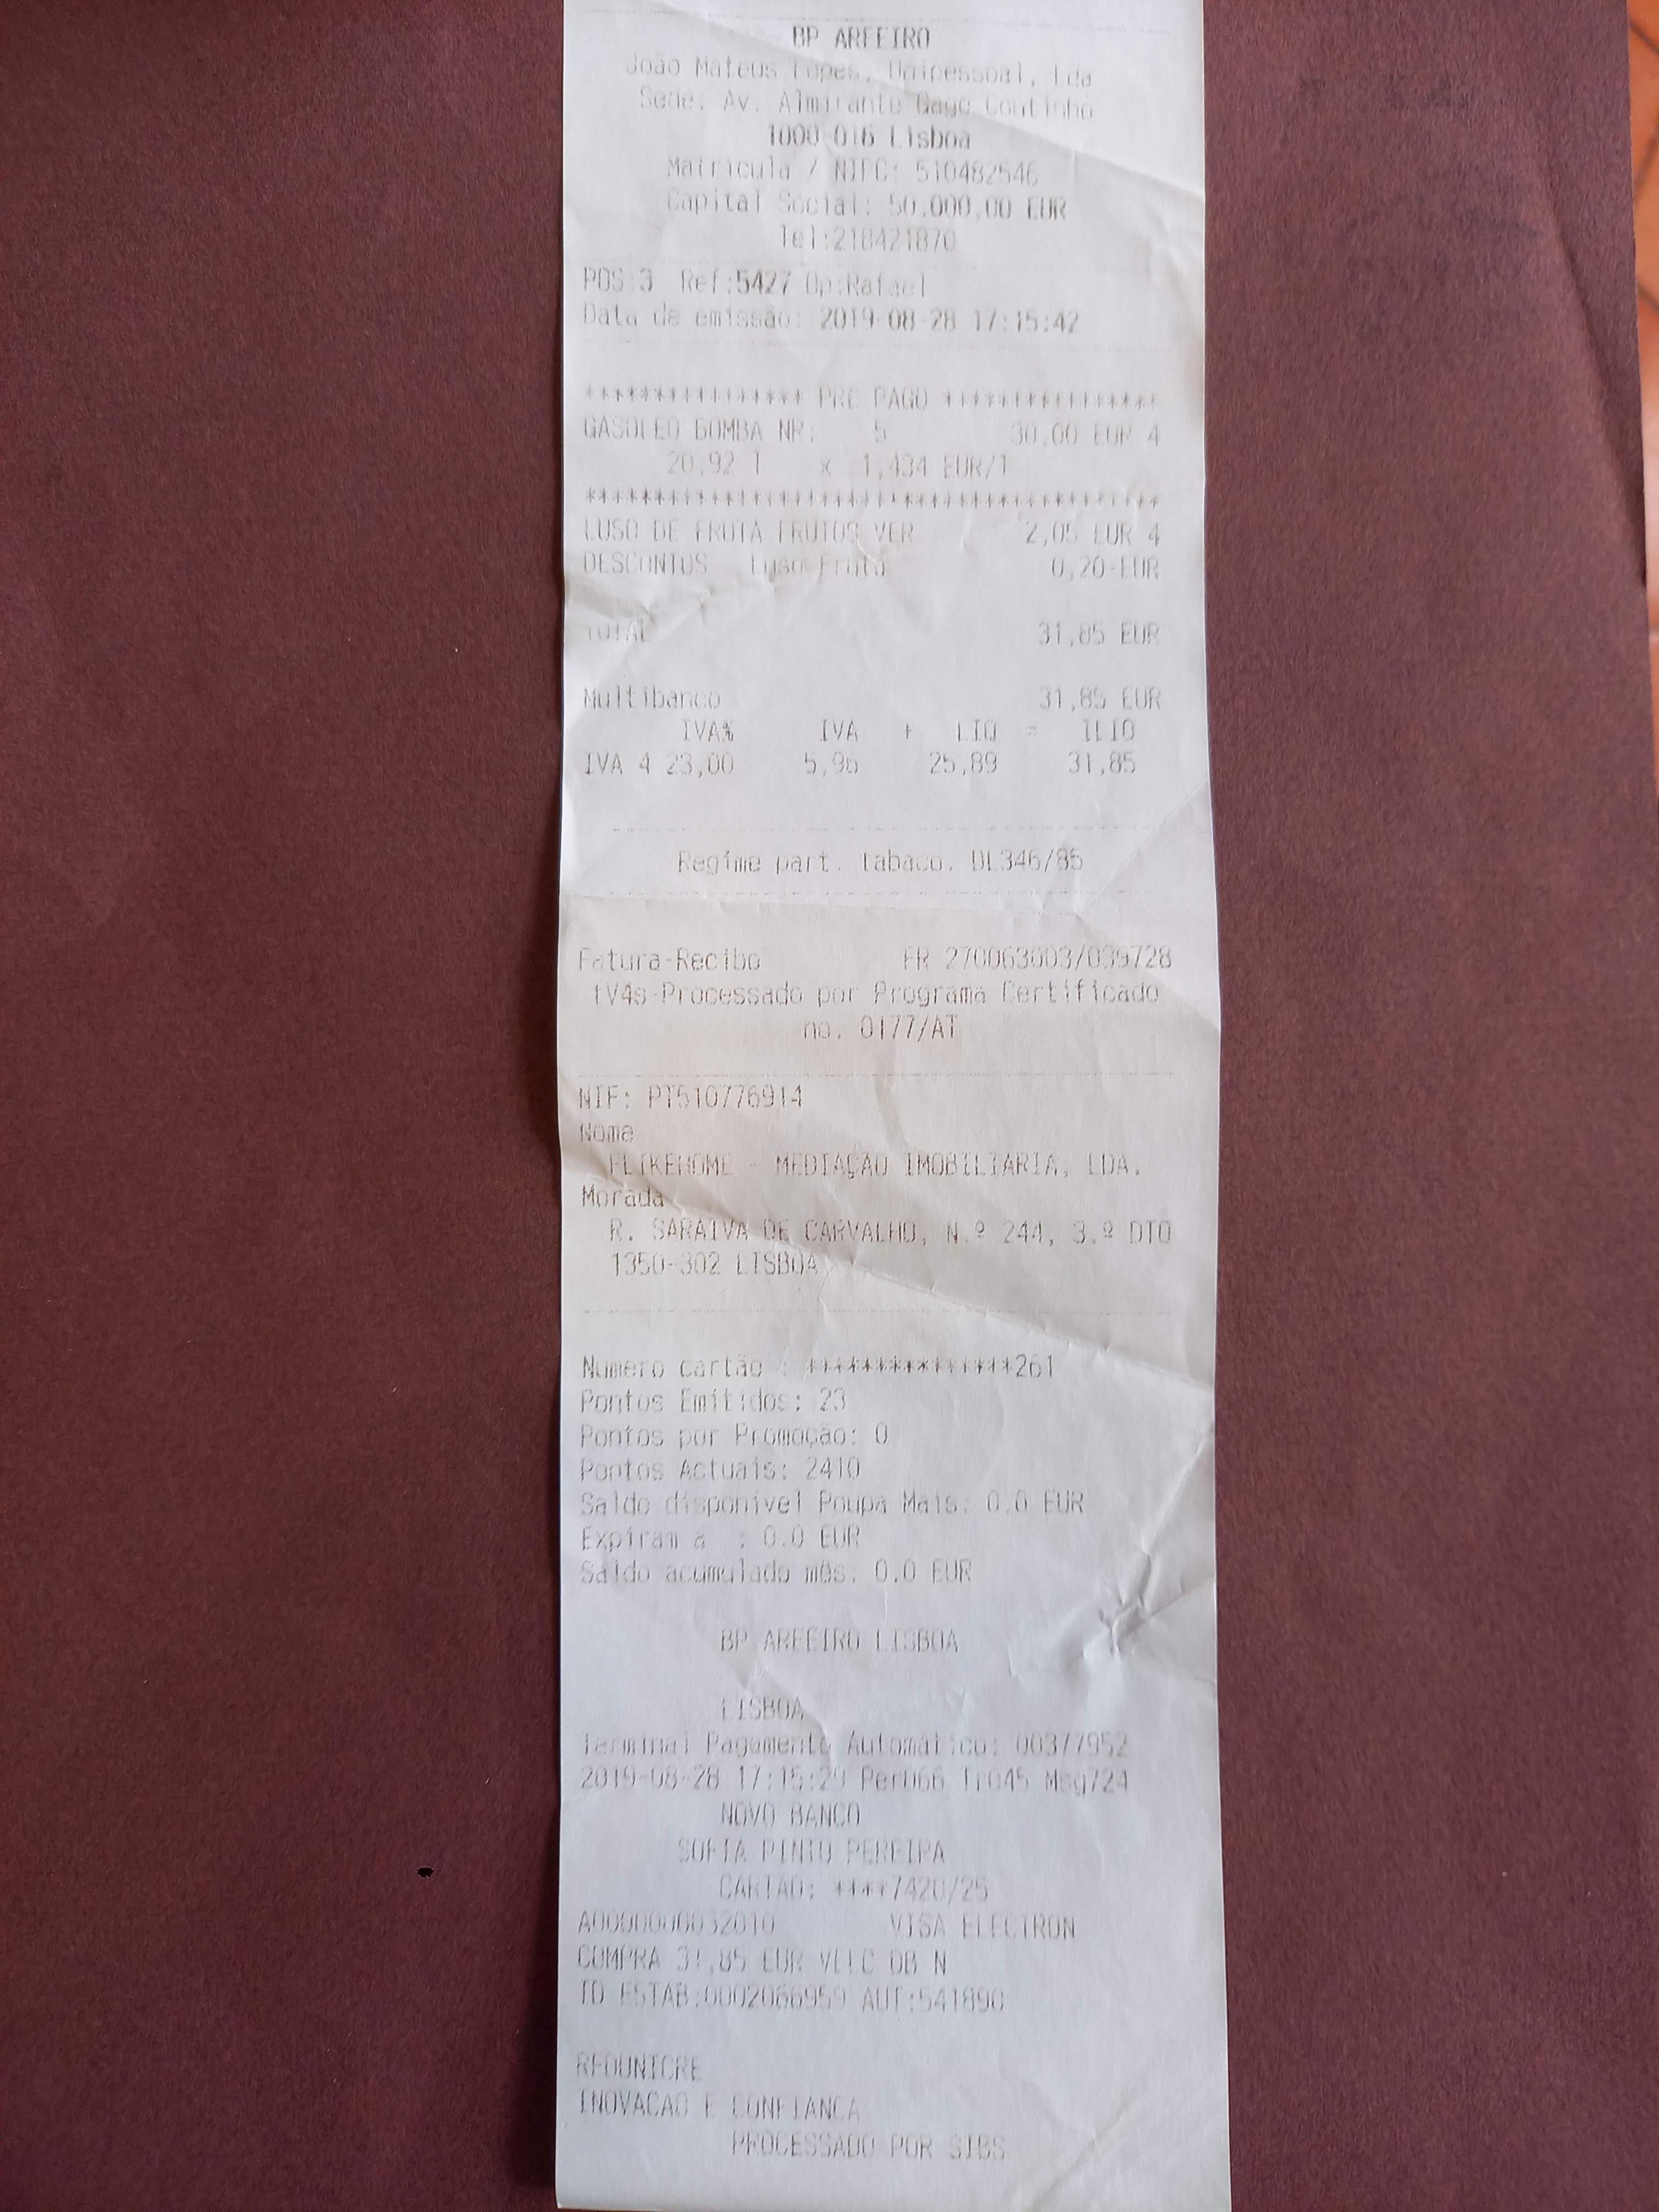 BP AREEIRO
João Mateus Lopes, Unipessoal, Lda
Sede: Av. Almirante Gago Coutinho
1000-016 Lisboa
Matricula / NIPC: 510482546
Capital Social: 50.000,00 EUR
Tel:218421870
POS:3 Ref:5427 Op:Rafael
Data de emissão: 2019-08-28 17:15:42
**************** PRE PAGO ****************
GASOLEO BOMBA NR: 5 30,00 EUR 4
20,92 l x 1,434 EUR/l
******************************************
LUSO DE FRUTA FRUTOS VER 2,05 EUR 4
DESCONTOS Luso Fruta 0,20-EUR
TOTAL 31,85 EUR
Multibanco 31,85 EUR
IVA% IVA + LIQ = ILIQ
IVA 4 23,00 5,96 25,89 31,85
Regime part. tabaco. DL346/85
Fatura-Recibo FR 270063003/039728
tV4s-Processado por Programa Certificado
no. 0177/AT
NIF: PT510776914
Nome
FLIKEHOME - MEDIAÇÃO IMOBILIARIA, LDA.
Morada
R. SARAIVA DE CARVALHO, N.º 244, 3.º DTO
1350-302 LISBOA
Numero cartão : ***************261
Pontos Emitidos: 23
Pontos por Promoção: 0
Pontos Actuais: 2410
Saldo disponivel Poupa Mais: 0.0 EUR
Expiram a : 0.0 EUR
Saldo acumulado mês: 0.0 EUR
BP AREEIRO LISBOA
LISBOA
Terminal Pagamento Automatico: 00377952
2019-08-28 17:15:29 Per066 Tr045 Msg724
NOVO BANCO
SOFIA PINTO PEREIRA
CARTAO: ****7420/25
A0000000032010 VISA ELECTRON
COMPRA 31,85 EUR DB N
ID ESTAB:0002066959 AUT:541890
REDUNICRE
INOVACAO E CONFIANCA
PROCESSADO POR SIBS